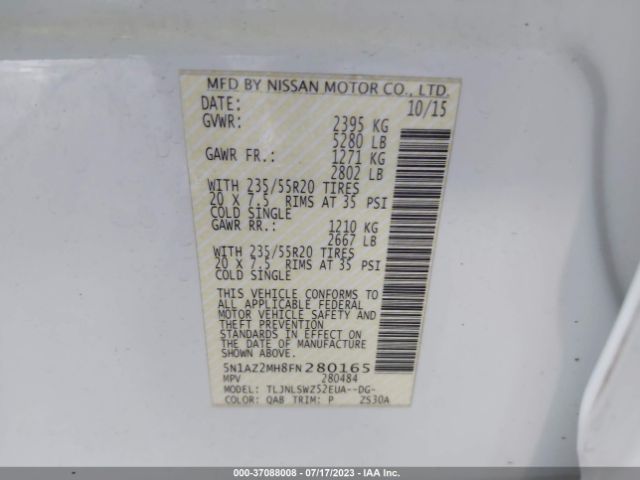 MFD BY NISSAN MOTOR CO., LTD.
DATE: 10/15
GVWR: 2395 KG
5280 LB
GAWR FR.: 1271 KG
2802 LB
WITH 235/55R20 TIRES
20 X 7.5 RIMS AT 35 PSI
COLD SINGLE
GAWR RR.: 1210 KG
2667 LB
WITH 235/55R20 TIRES
20 X 7.5 RIMS AT 35 PSI
COLD SINGLE
THIS VEHICLE CONFORMS TO
ALL APPLICABLE FEDERAL
MOTOR VEHICLE SAFETY AND
THEFT PREVENTION
STANDARDS IN EFFECT ON
THE DATE OF MANUFACTURE
SHOWN ABOVE.
5N1AZ2MH8FN280165
MPV 280484
MODEL: TLJNLSWZ52EUA--DG-
COLOR: QAB TRIM: P ZS30A
000-37088008 - 07/17/2023 - IAAI.COM